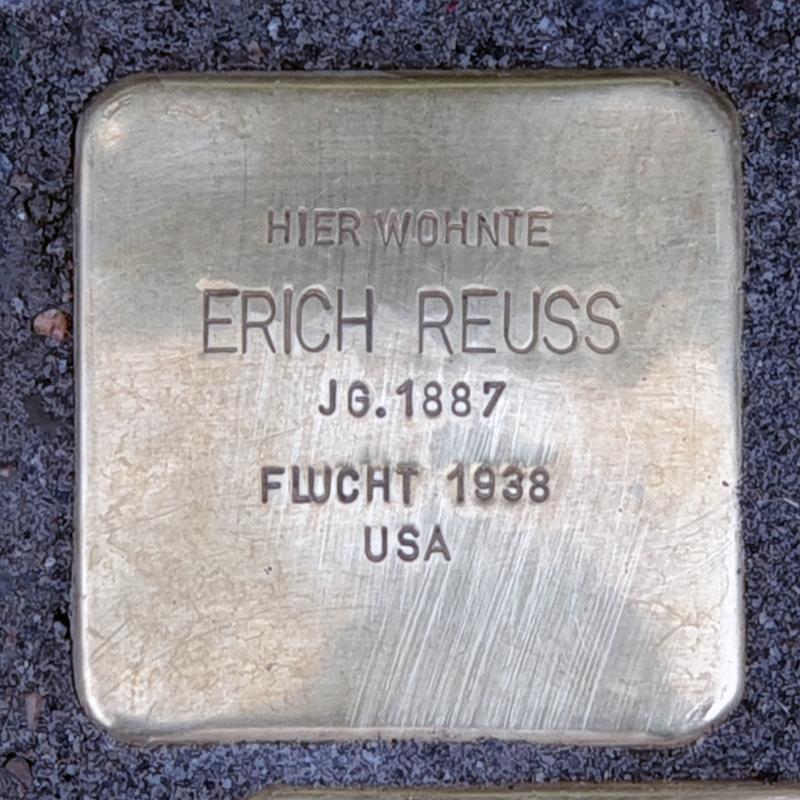 HIER WOHNTE
ERICH REUSS
JG.1887
FLUCHT 1938
USA